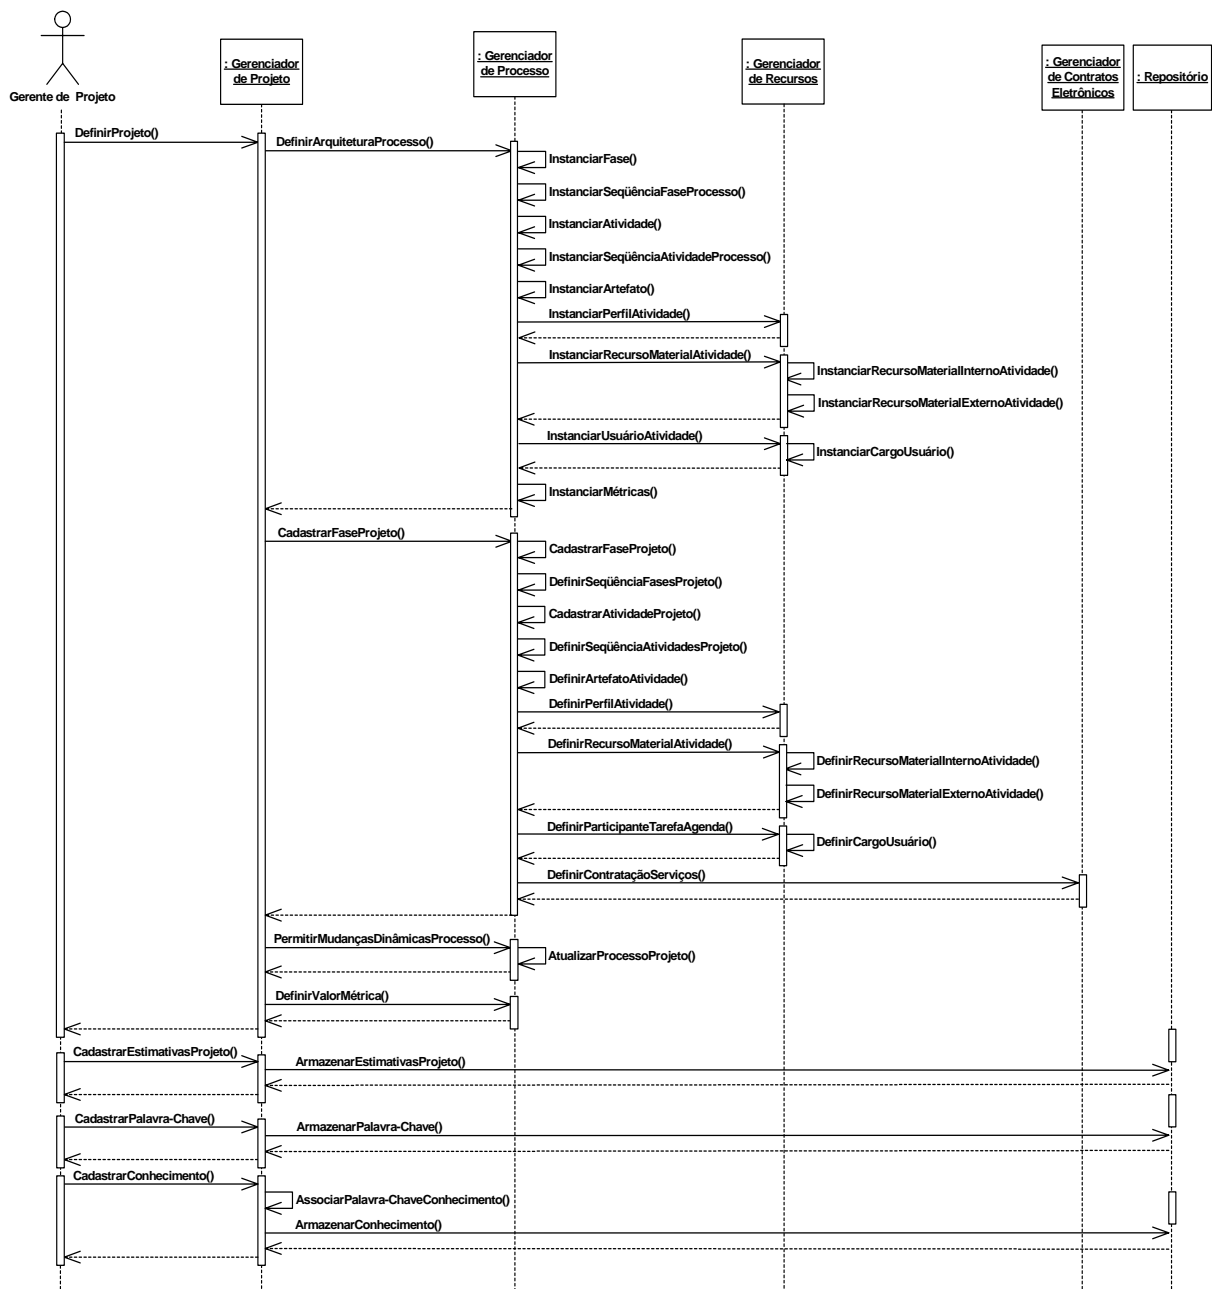 Gerente de Projeto
: Gerenciador
de Projeto
: Gerenciador
de Processo
: Gerenciador
de Recursos
: Gerenciador
de Contratos
Eletrônicos
: Repositório
DefinirProjeto()
DefinirArquiteturaProcesso()
InstanciarFase()
InstanciarSeqüênciaFaseProcesso()
InstanciarAtividade()
InstanciarSeqüênciaAtividadeProcesso()
InstanciarArtefato()
InstanciarPerfilAtividade()
InstanciarRecursoMaterialAtividade()
InstanciarRecursoMaterialInternoAtividade()
InstanciarRecursoMaterialExternoAtividade()
InstanciarUsuárioAtividade()
InstanciarCargoUsuário()
InstanciarMétricas()
CadastrarFaseProjeto()
CadastrarFaseProjeto()
DefinirSeqüênciaFasesProjeto()
CadastrarAtividadeProjeto()
DefinirSeqüênciaAtividadesProjeto()
DefinirArtefatoAtividade()
DefinirPerfilAtividade()
DefinirRecursoMaterialAtividade()
DefinirRecursoMaterialInternoAtividade()
DefinirRecursoMaterialExternoAtividade()
DefinirParticipanteTarefaAgenda()
DefinirCargoUsuário()
DefinirContrataçãoServiços()
PermitirMudançasDinâmicasProcesso()
AtualizarProcessoProjeto()
DefinirValorMétrica()
CadastrarEstimativasProjeto()
ArmazenarEstimativasProjeto()
CadastrarPalavra-Chave()
ArmazenarPalavra-Chave()
CadastrarConhecimento()
AssociarPalavra-ChaveConhecimento()
ArmazenarConhecimento()